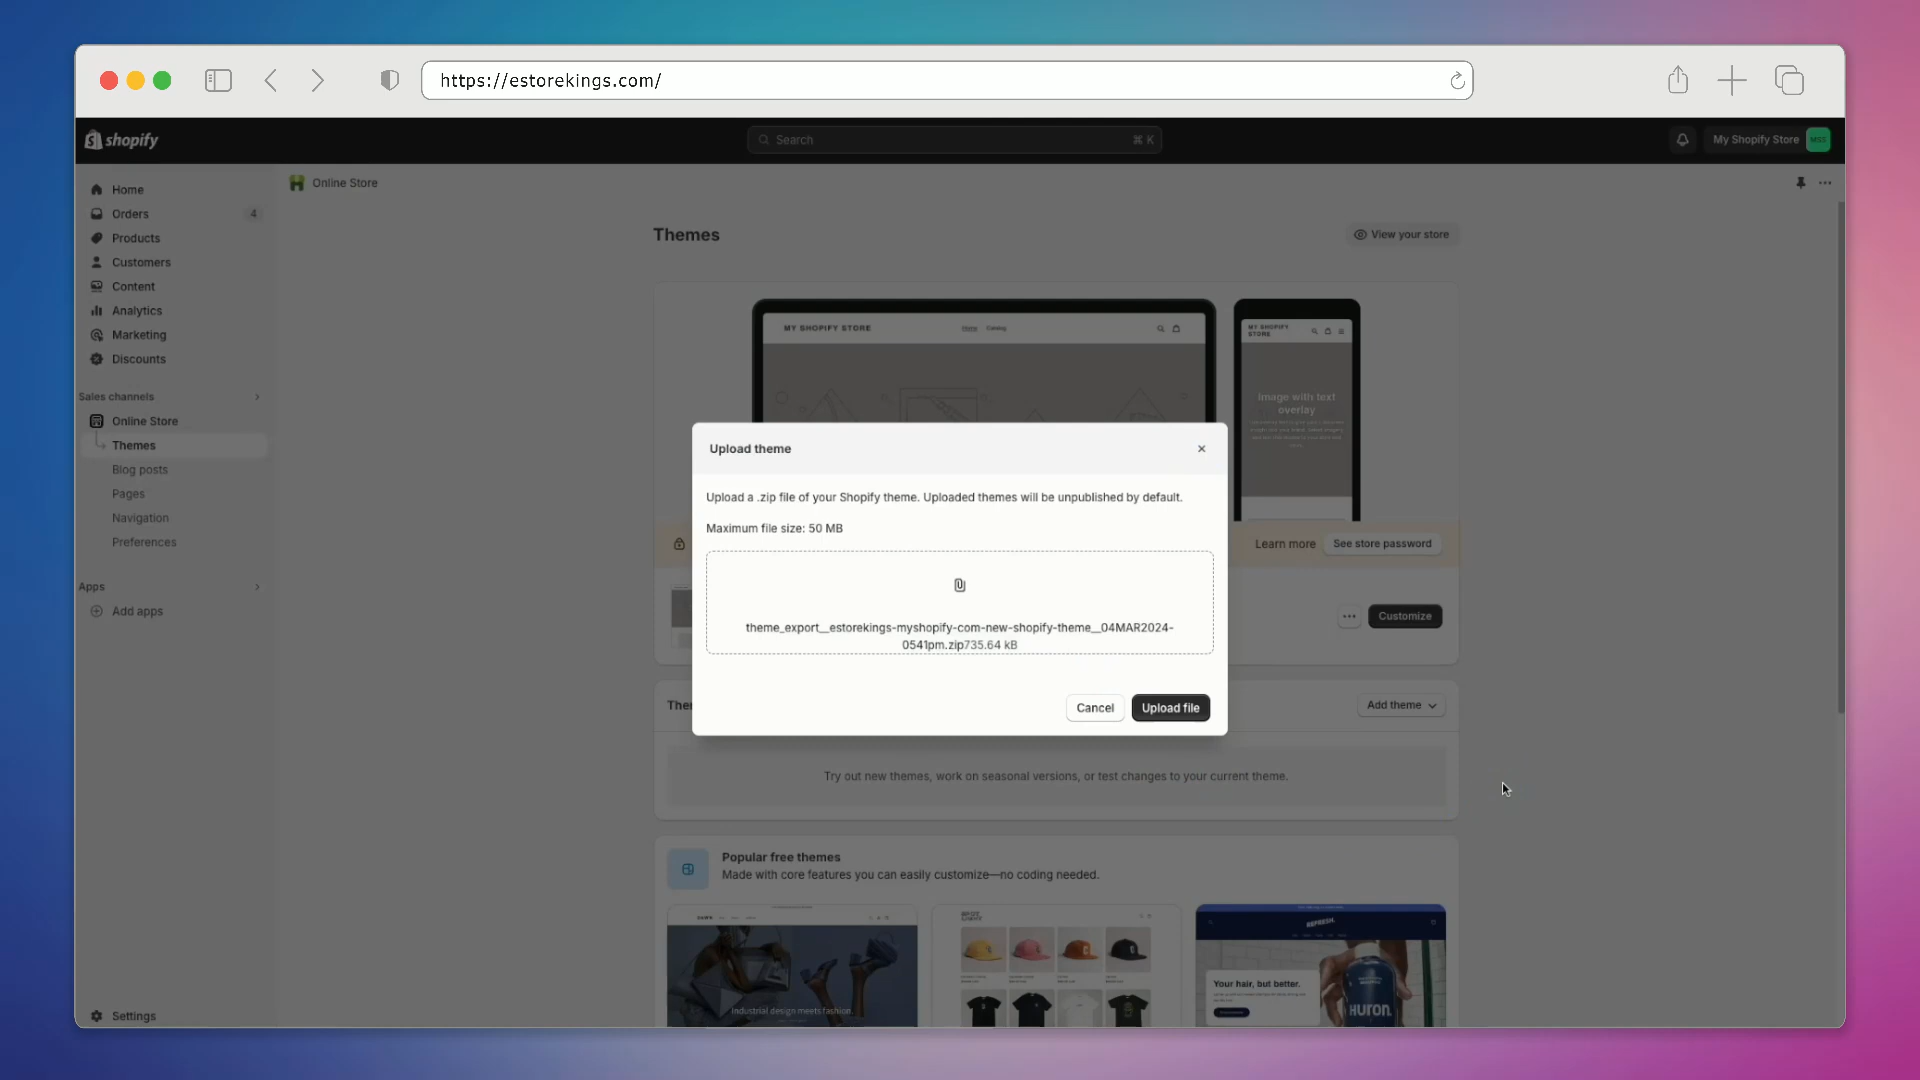 https://estorekings.com/
shopify
Search
⌘ K
My Shopify Store
Home
Orders
4
Products
Customers
Content
Analytics
Marketing
Discounts
Sales channels
Online Store
Themes
Blog posts
Pages
Navigation
Preferences
Apps
Add apps
Settings
Online Store
Themes
View your store
MY SHOPIFY STORE
Home
Catalog
MY SHOPIFY
STORE
Image with text
overlay
Upload theme
Upload a .zip file of your Shopify theme. Uploaded themes will be unpublished by default.
Maximum file size: 50 MB
theme_export__estorekings-myshopify-com-new-shopify-theme__04MAR2024-
0541pm.zip735.64 kB
Cancel
Upload file
Learn more
See store password
Customize
Add theme
Try out new themes, work on seasonal versions, or test changes to your current theme.
Popular free themes
Made with core features you can easily customize—no coding needed.
Industrial design meets fashion.
REFRESH.
Your hair, but better.
HURON.